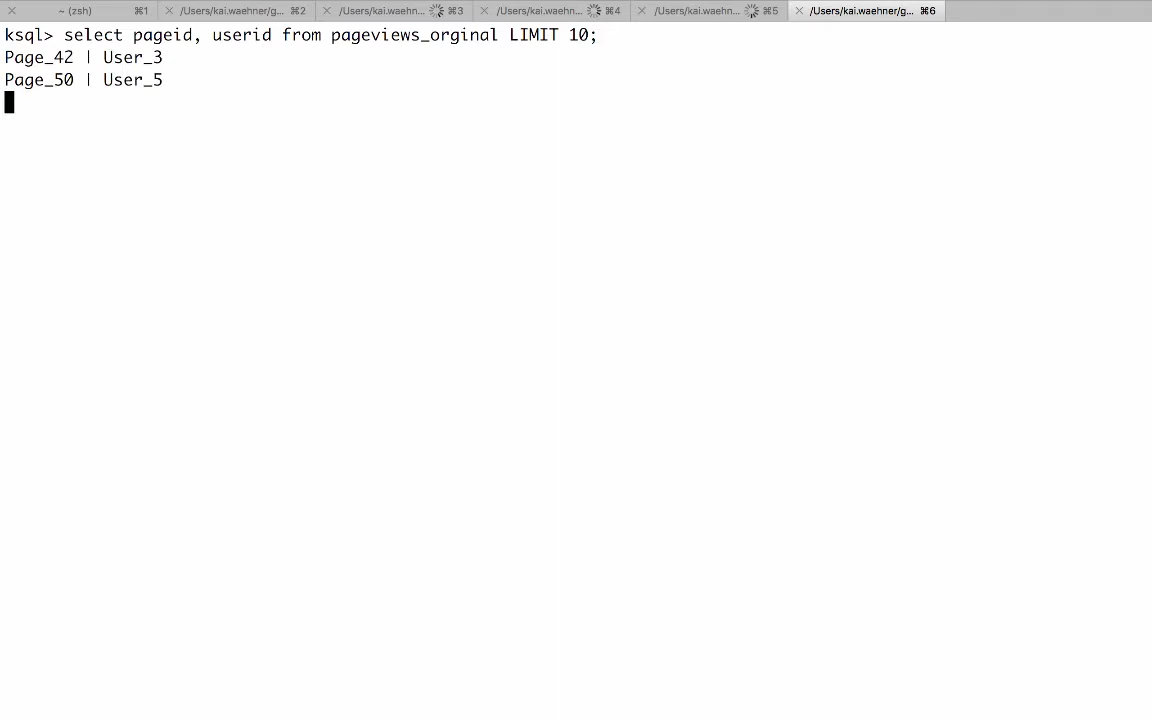 ~ (zsh) ⌘1 /Users/kai.waehner/g... ⌘2 /Users/kai.waehn... ⌘3 /Users/kai.waehn... ⌘4 /Users/kai.waehn... ⌘5 /Users/kai.waehner/g... ⌘6
ksql> select pageid, userid from pageviews_orginal LIMIT 10;
Page_42 | User_3
Page_50 | User_5